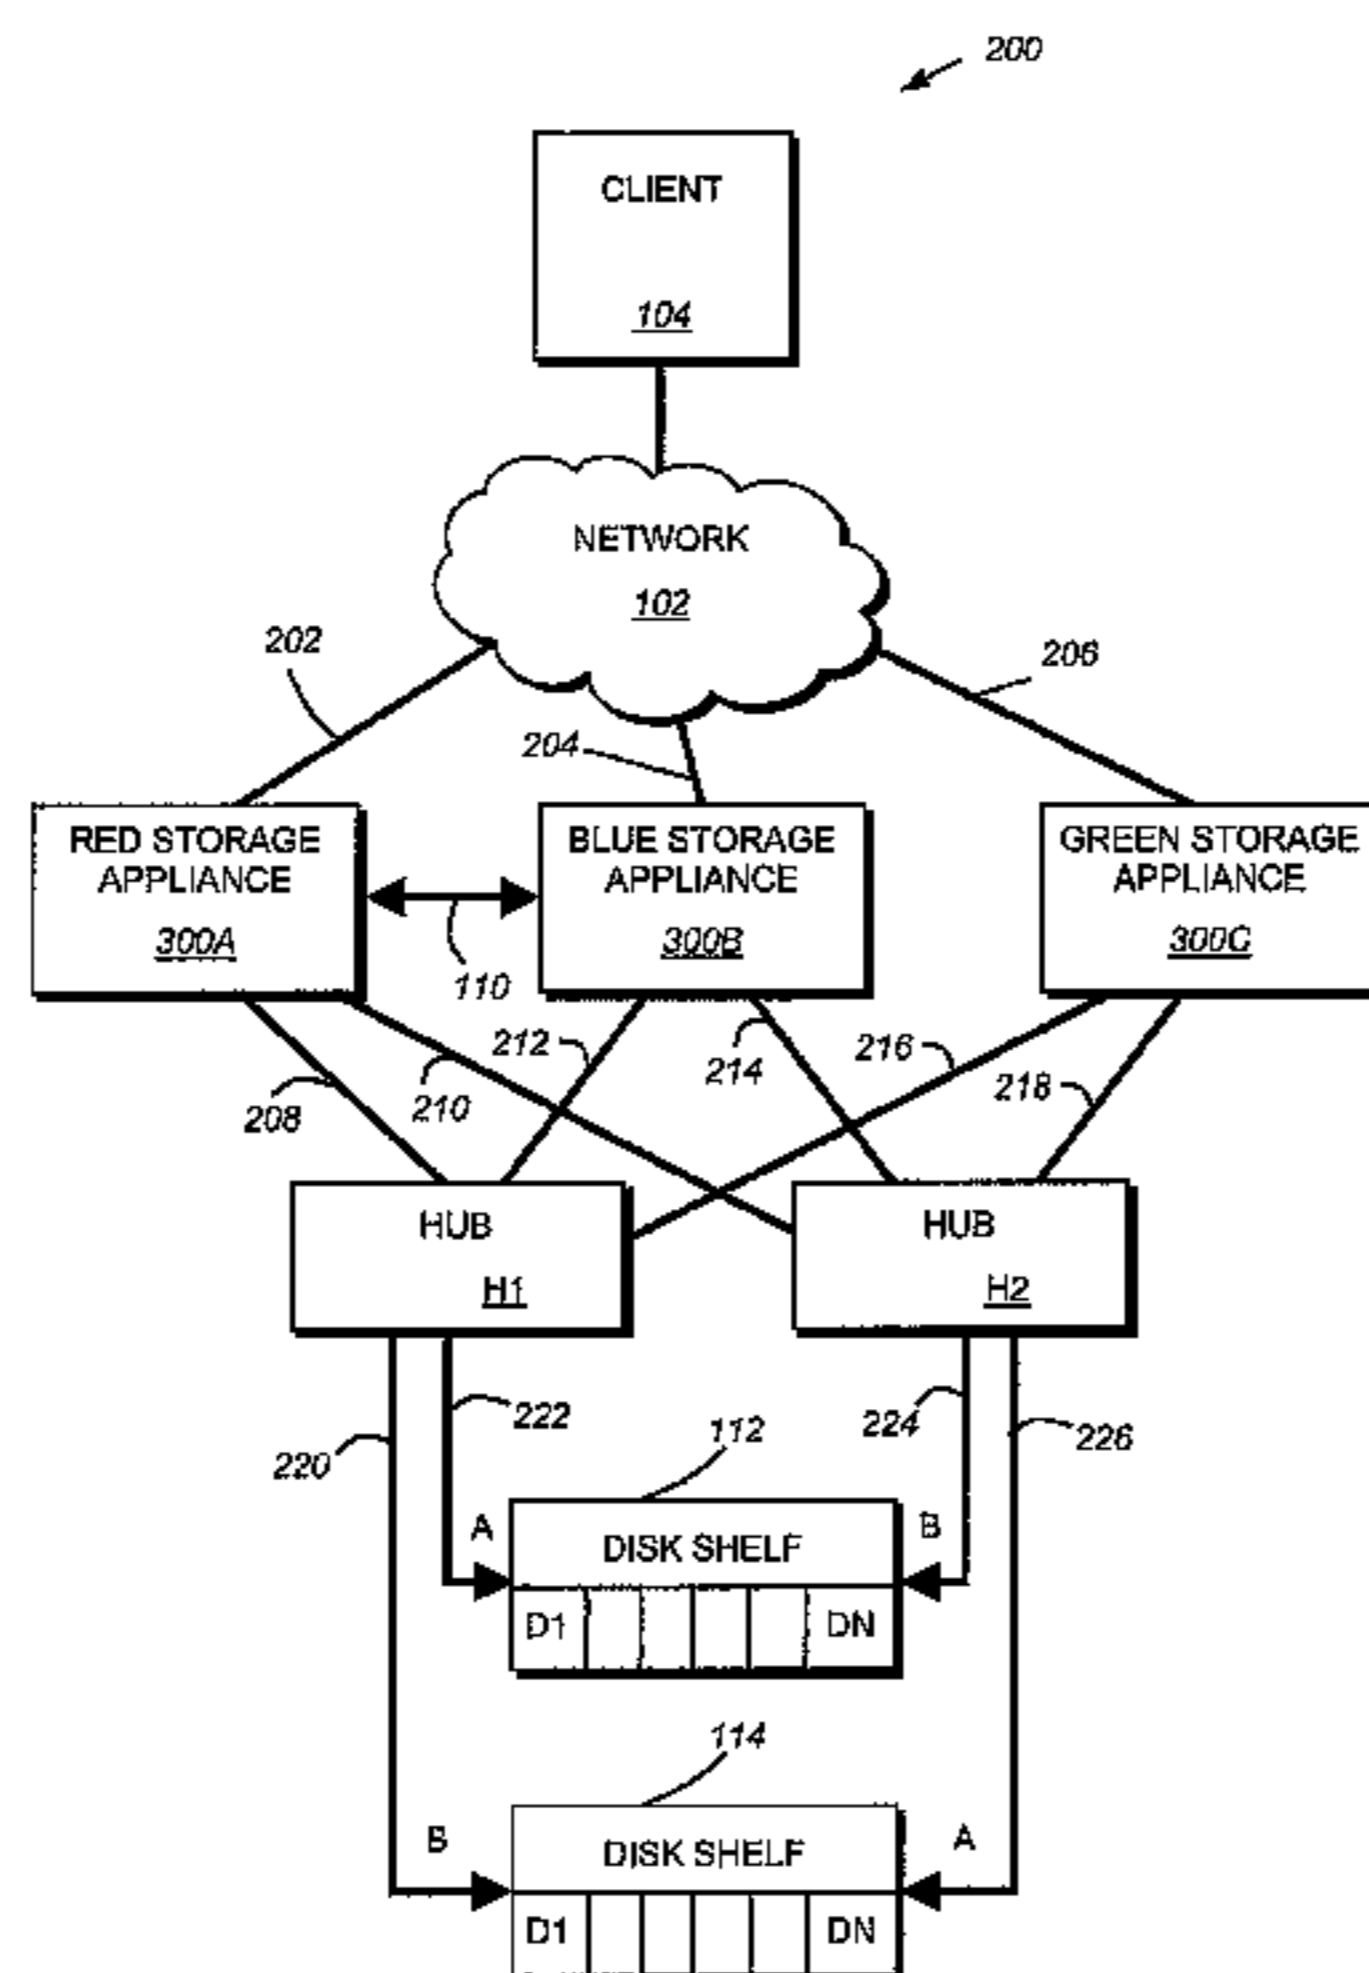 200
CLIENT
104
NETWORK
102
202
206
204
RED STORAGE
APPLIANCE
300A
BLUE STORAGE
APPLIANCE
300B
GREEN STORAGE
APPLIANCE
300C
110
212
214
216
218
208
210
HUB
H1
HUB
H2
222
224
220
226
112
A
B
DISK SHELF
D1
DN
114
B
A
DISK SHELF
D1
DN